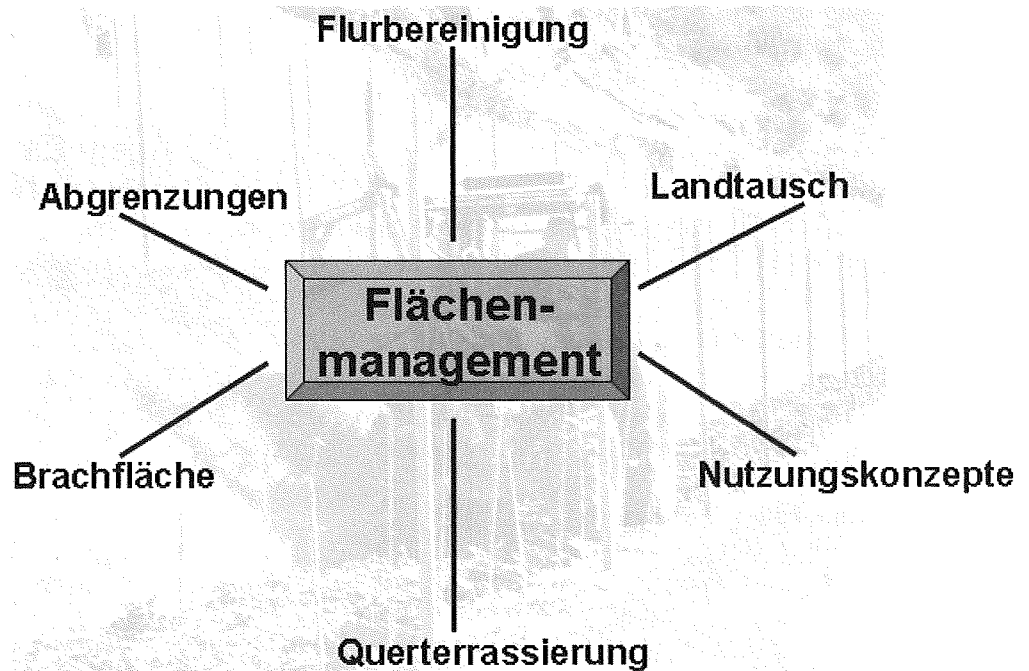 Flurbereinigung
Abgrenzungen
Landtausch
Flächen-
management
Brachfläche
Nutzungskonzepte
Querterrassierung